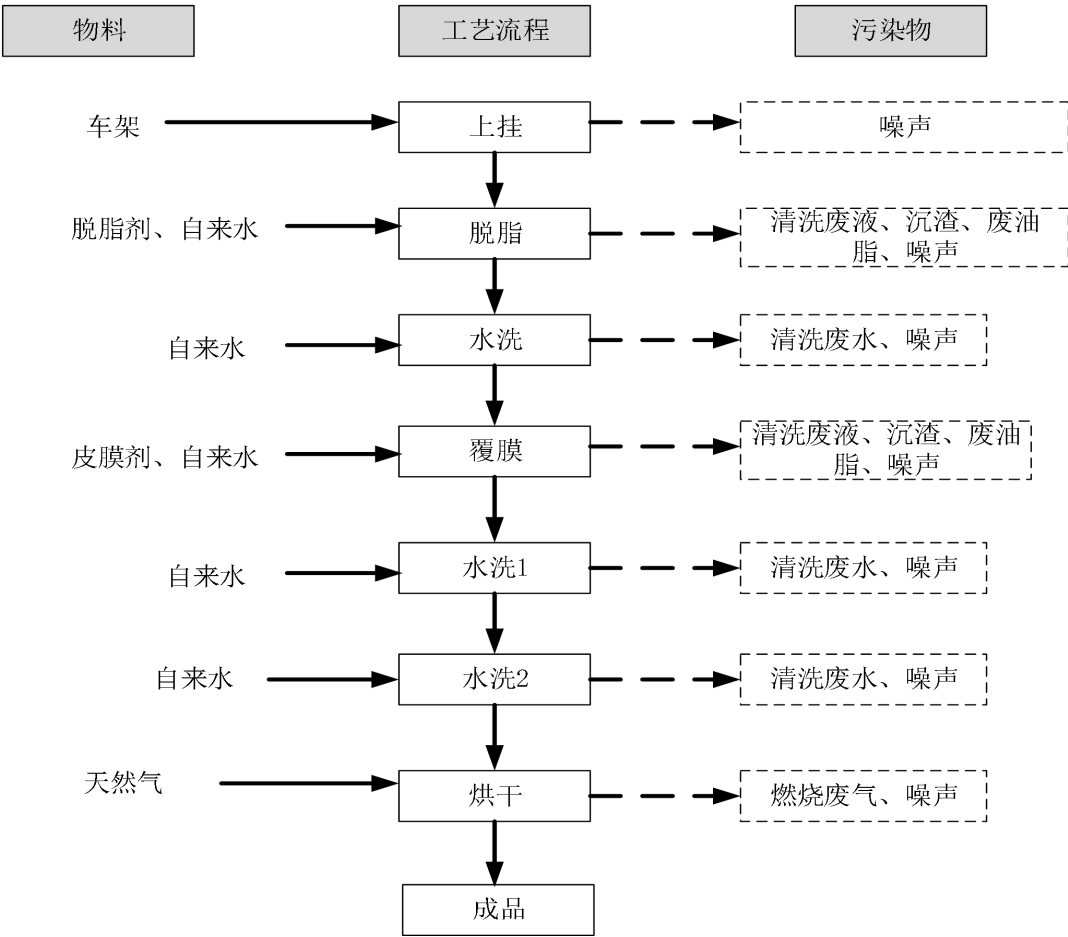 物料
工艺流程
污染物
车架
上挂
噪声
脱脂剂、自来水
脱脂
清洗废液、沉渣、废油
脂、噪声
自来水
水洗
清洗废水、噪声
皮膜剂、自来水
覆膜
清洗废液、沉渣、废油
脂、噪声
自来水
水洗1
清洗废水、噪声
自来水
水洗2
清洗废水、噪声
天然气
烘干
燃烧废气、噪声
成品